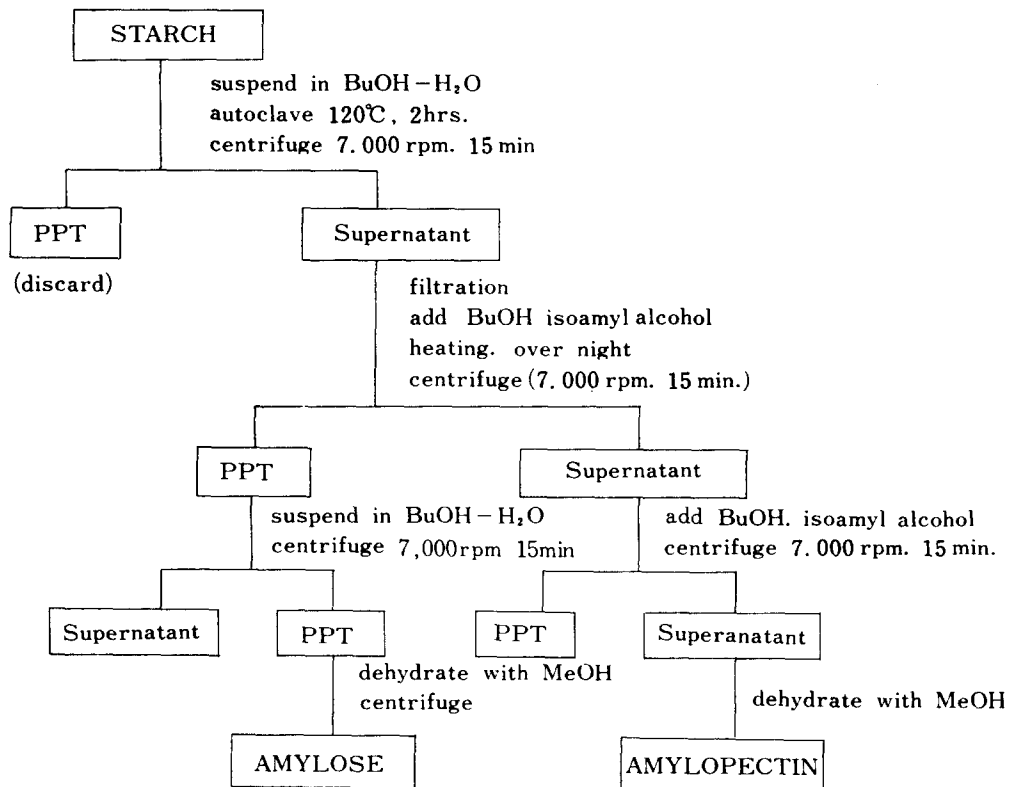 STARCH
suspend in BuOH-H₂O
autoclave 120℃, 2hrs.
centrifuge 7.000 rpm. 15 min
PPT
Supernatant
(discard)
filtration
add BuOH isoamyl alcohol
heating. over night
centrifuge (7.000 rpm. 15 min.)
PPT
Supernatant
suspend in BuOH-H₂O
centrifuge 7,000rpm 15min
add BuOH. isoamyl alcohol
centrifuge 7.000 rpm. 15 min.
Supernatant
PPT
PPT
Superanatant
dehydrate with MeOH
centrifuge
dehydrate with MeOH
AMYLOSE
AMYLOPECTIN